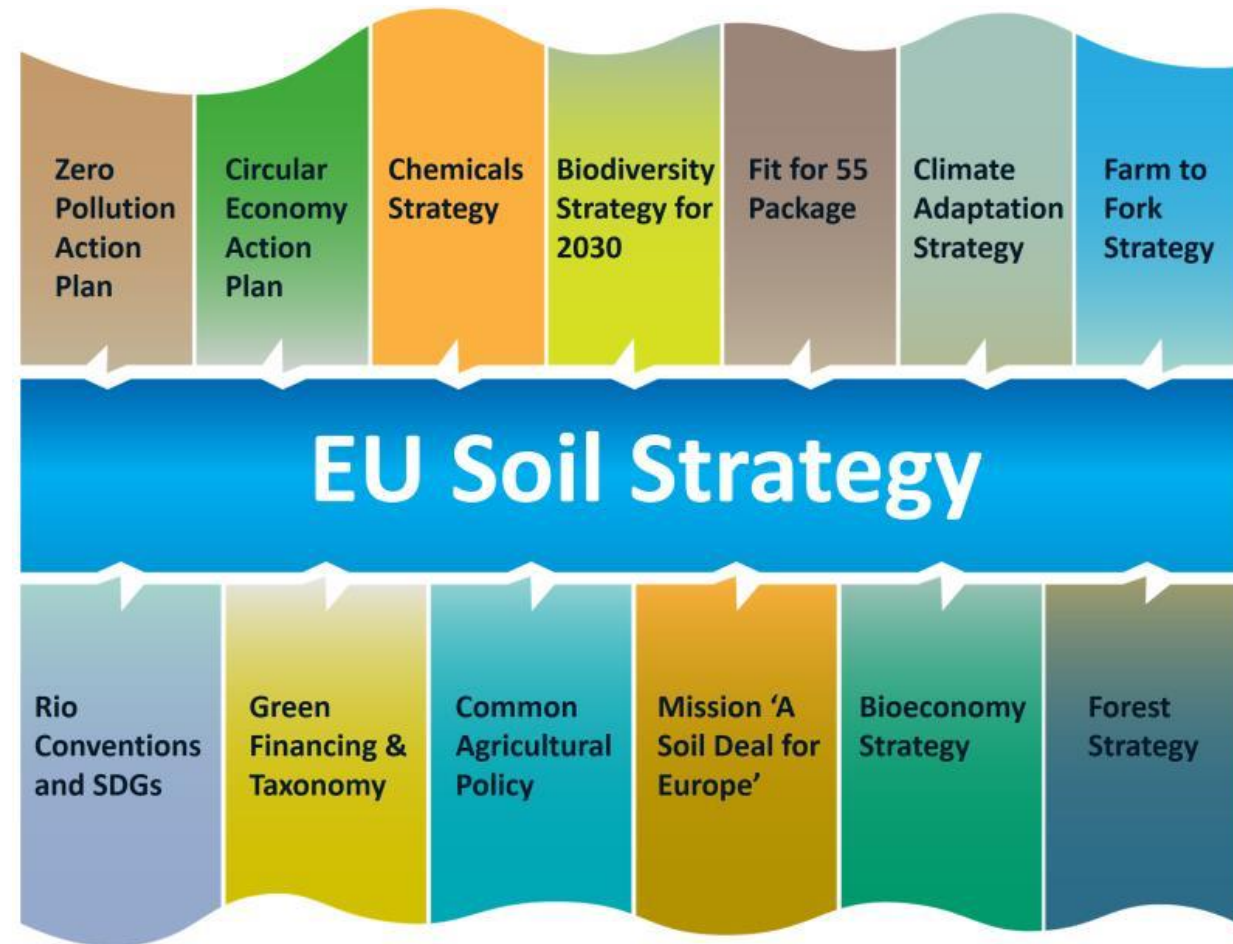 Zero
Pollution
Action
Plan
Circular
Economy
Action
Plan
Chemicals
Strategy
Biodiversity
Strategy for
2030
Fit for 55
Package
Climate
Adaptation
Strategy
Farm to
Fork
Strategy
EU Soil Strategy
Rio
Conventions
and SDGs
Green
Financing &
Taxonomy
Common
Agricultural
Policy
Mission ‘A
Soil Deal for
Europe’
Bioeconomy
Strategy
Forest
Strategy